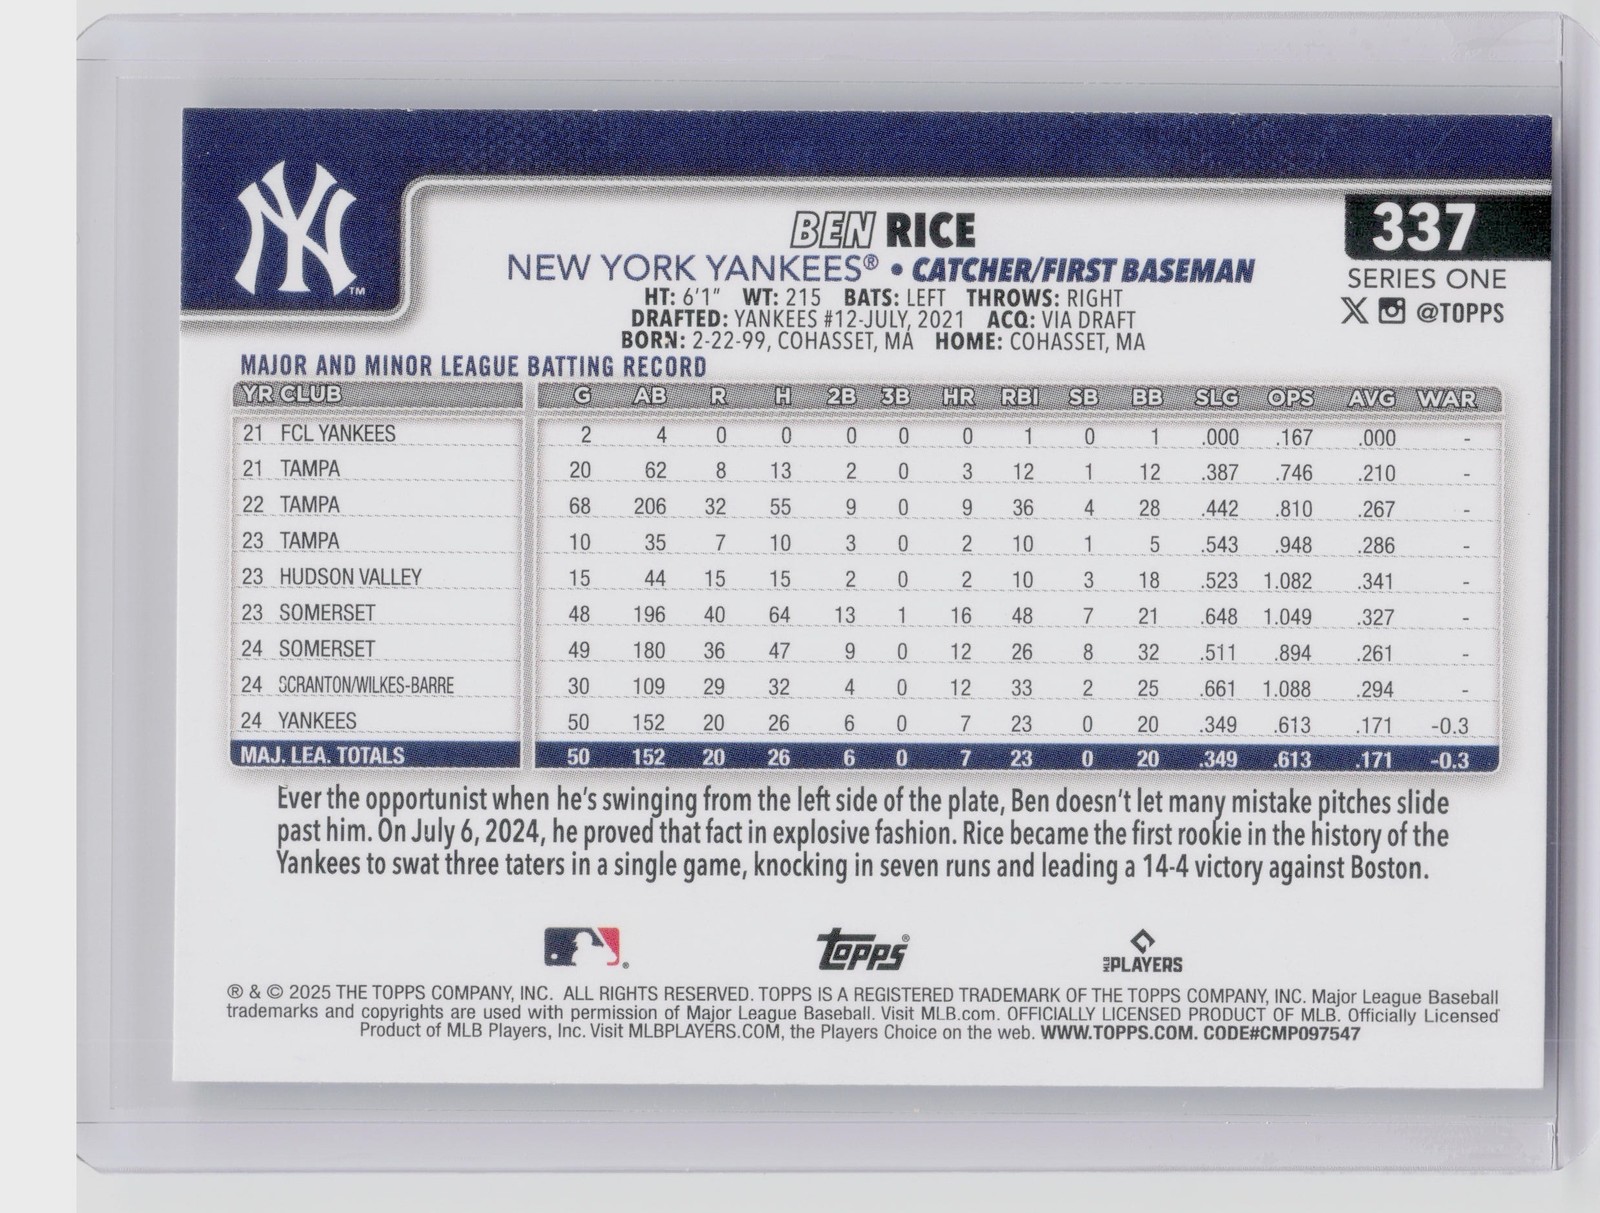 NY
TM
BEN RICE
337
NEW YORK YANKEES® • CATCHER/FIRST BASEMAN
SERIES ONE
HT: 6'1" WT: 215 BATS: LEFT THROWS: RIGHT
@TOPPS
DRAFTED: YANKEES #12-JULY, 2021 ACQ: VIA DRAFT
BORN: 2-22-99, COHASSET, MA HOME: COHASSET, MA
MAJOR AND MINOR LEAGUE BATTING RECORD
YR CLUB G AB R H 2B 3B HR RBI SB BB SLG OPS AVG WAR
21 FCL YANKEES 2 4 0 0 0 0 0 1 0 1 .000 .167 .000 -
21 TAMPA 20 62 8 13 2 0 3 12 1 12 .387 .746 .210 -
22 TAMPA 68 206 32 55 9 0 9 36 4 28 .442 .810 .267 -
23 TAMPA 10 35 7 10 3 0 2 10 1 5 .543 .948 .286 -
23 HUDSON VALLEY 15 44 15 15 2 0 2 10 3 18 .523 1.082 .341 -
23 SOMERSET 48 196 40 64 13 1 16 48 7 21 .648 1.049 .327 -
24 SOMERSET 49 180 36 47 9 0 12 26 8 32 .511 .894 .261 -
24 SCRANTON/WILKES-BARRE 30 109 29 32 4 0 12 33 2 25 .661 1.088 .294 -
24 YANKEES 50 152 20 26 6 0 7 23 0 20 .349 .613 .171 -0.3
MAJ. LEA. TOTALS 50 152 20 26 6 0 7 23 0 20 .349 .613 .171 -0.3
Ever the opportunist when he's swinging from the left side of the plate, Ben doesn't let many mistake pitches slide
past him. On July 6, 2024, he proved that fact in explosive fashion. Rice became the first rookie in the history of the
Yankees to swat three taters in a single game, knocking in seven runs and leading a 14-4 victory against Boston.
® Topps® MLB PLAYERS
® & © 2025 THE TOPPS COMPANY, INC. ALL RIGHTS RESERVED. TOPPS IS A REGISTERED TRADEMARK OF THE TOPPS COMPANY, INC. Major League Baseball
trademarks and copyrights are used with permission of Major League Baseball. Visit MLB.com. OFFICIALLY LICENSED PRODUCT OF MLB. Officially Licensed
Product of MLB Players, Inc. Visit MLBPLAYERS.COM, the Players Choice on the web. WWW.TOPPS.COM. CODE#CMP097547